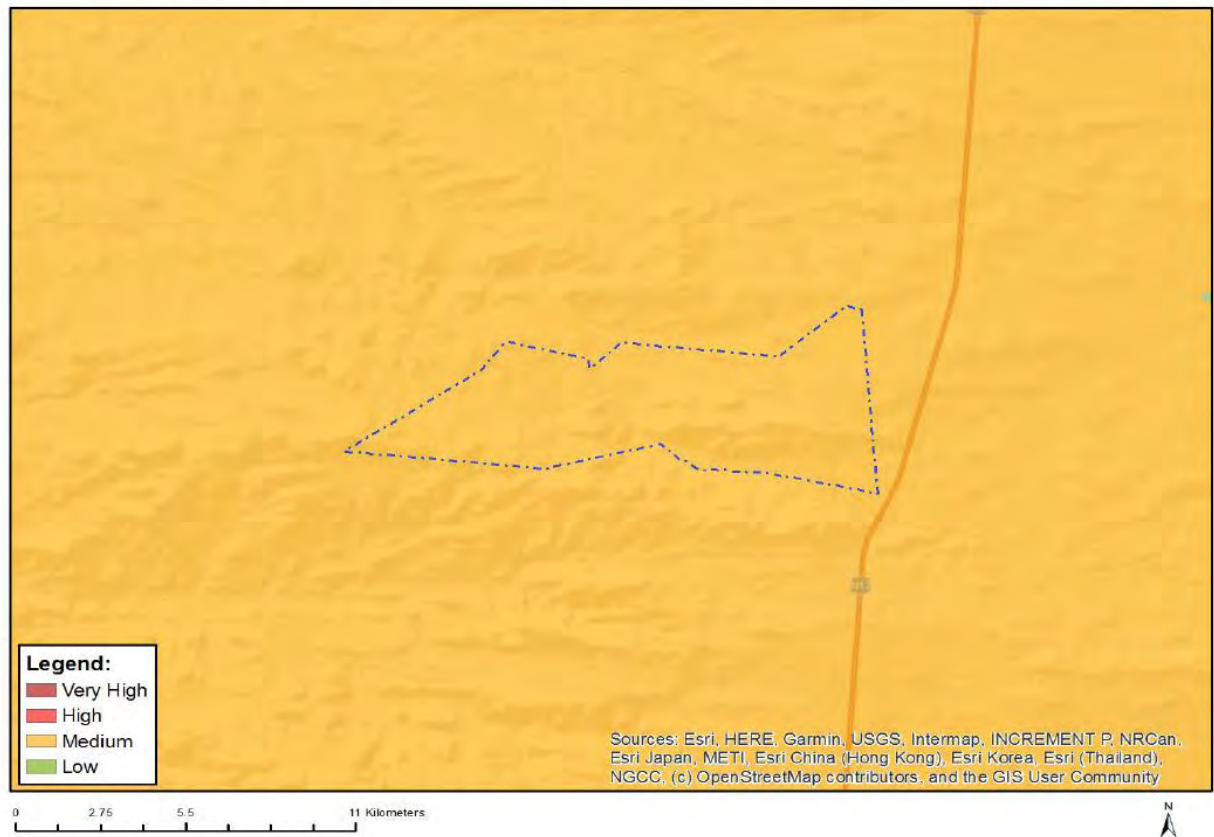 Legend:
Very High
High
Medium
Low
Sources: Esri, HERE, Garmin, USGS, Intermap, INCREMENT P, NRCan,
Esri Japan, METI, Esri China (Hong Kong), Esri Korea, Esri (Thailand),
NGCC, (c) OpenStreetMap contributors, and the GIS User Community
0 2.75 5.5 11 Kilometers
N